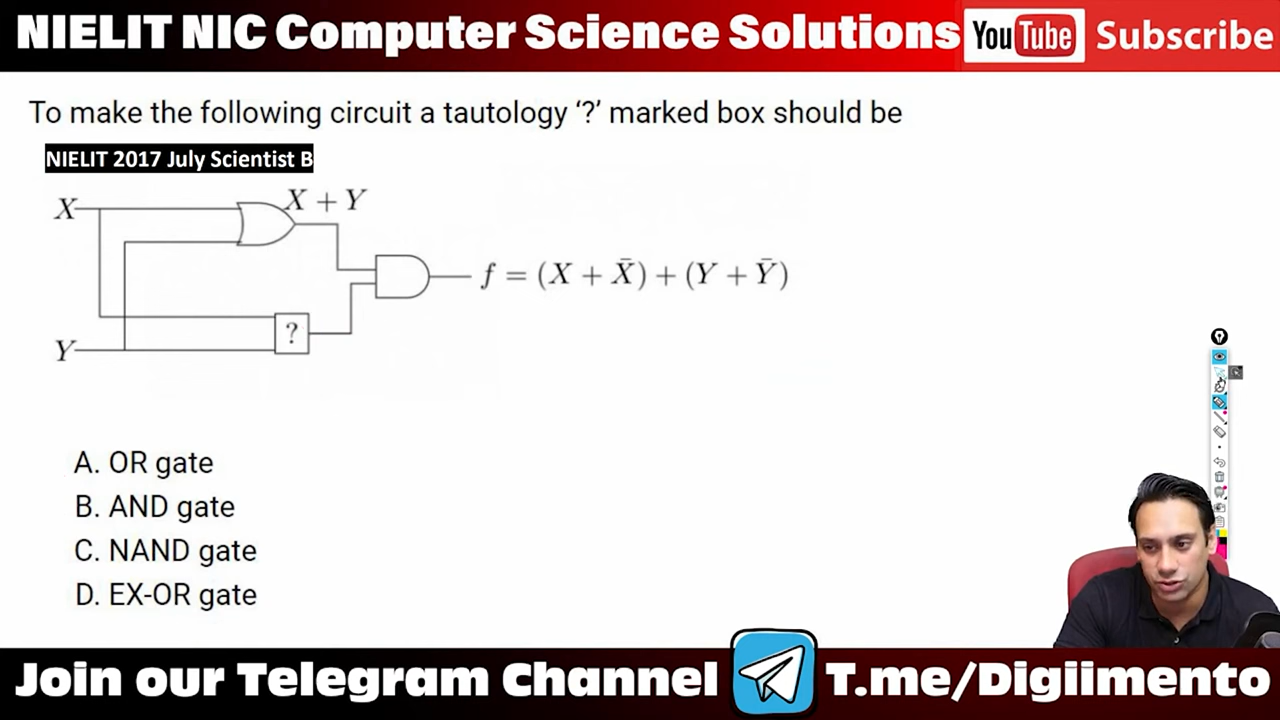 NIELIT NIC Computer Science Solutions YouTube Subscribe
To make the following circuit a tautology ‘?’ marked box should be
NIELIT 2017 July Scientist B
X
X + Y
f = (X + X̄) + (Y + Ȳ)
?
Y
A. OR gate
B. AND gate
C. NAND gate
D. EX-OR gate
Join our Telegram Channel T.me/Digiimento